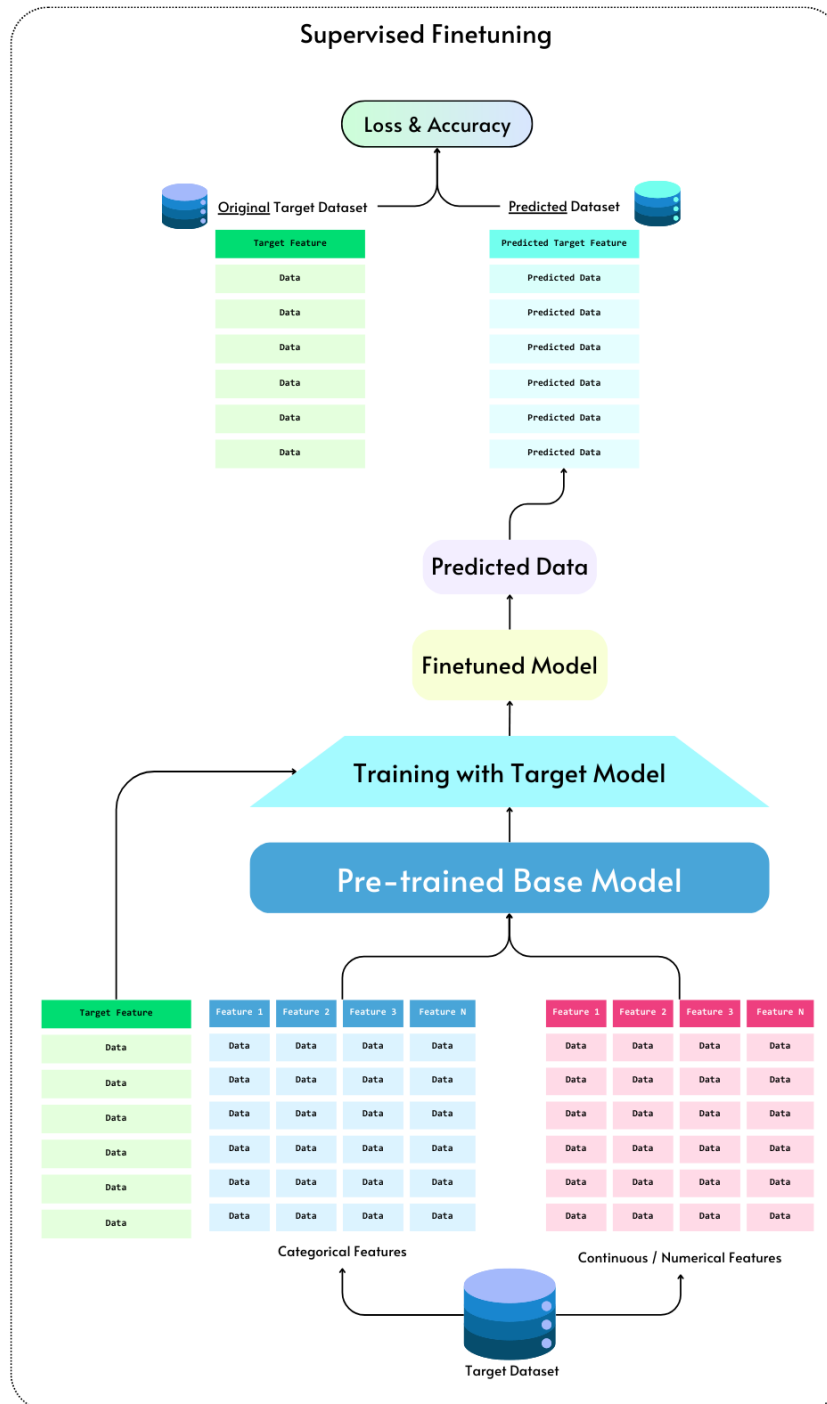 Supervised Finetuning
Loss & Accuracy
Original Target Dataset
Predicted Dataset
Target Feature
Predicted Target Feature
Data
Predicted Data
Data
Predicted Data
Data
Predicted Data
Data
Predicted Data
Data
Predicted Data
Data
Predicted Data
Predicted Data
Finetuned Model
Training with Target Model
Pre-trained Base Model
Target Feature
Feature 1 Feature 2 Feature 3 Feature N
Feature 1 Feature 2 Feature 3 Feature N
Data
Data Data Data Data
Data Data Data Data
Data
Data Data Data Data
Data Data Data Data
Data
Data Data Data Data
Data Data Data Data
Data
Data Data Data Data
Data Data Data Data
Data
Data Data Data Data
Data Data Data Data
Data
Data Data Data Data
Data Data Data Data
Categorical Features
Continuous / Numerical Features
Target Dataset